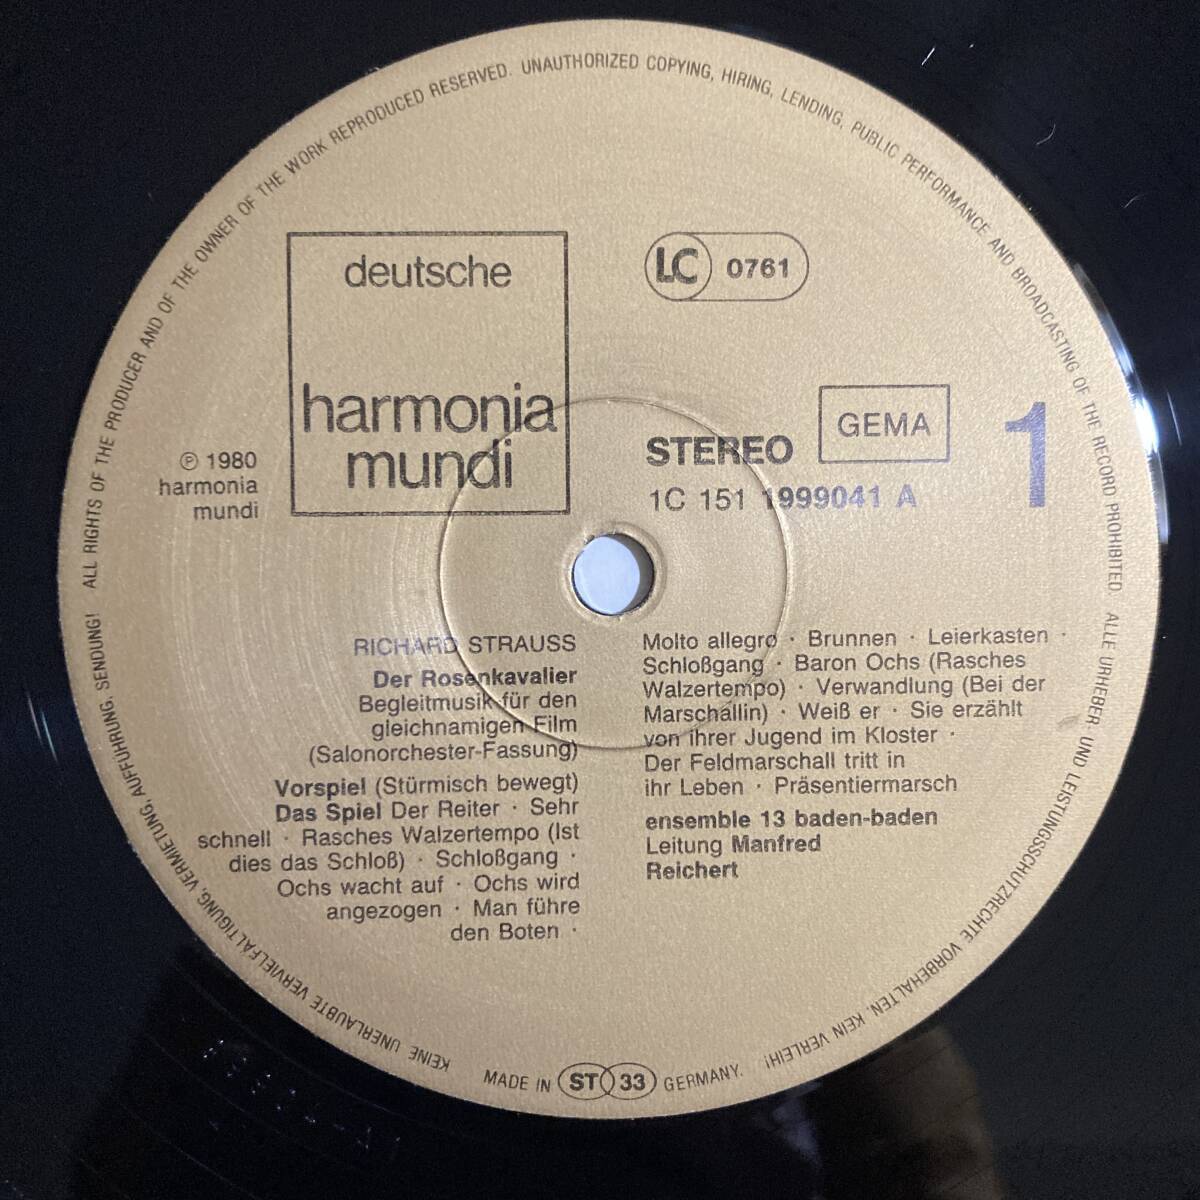 ALL RIGHTS OF THE PRODUCER AND OF THE OWNER OF THE WORK REPRODUCED RESERVED. UNAUTHORIZED COPYING, HIRING, LENDING, PUBLIC PERFORMANCE AND BROADCASTING OF THE RECORD PROHIBITED.
deutsche
harmonia
mundi
LC 0761
℗ 1980
harmonia
mundi
STEREO
GEMA
1C 151 1999041 A
1
RICHARD STRAUSS
Der Rosenkavalier
Begleitmusik für den
gleichnamigen Film
(Salonorchester-Fassung)
Vorspiel (Stürmisch bewegt)
Das Spiel Der Reiter · Sehr
schnell · Rasches Walzertempo (Ist
dies das Schloß) · Schloßgang ·
Ochs wacht auf · Ochs wird
angezogen · Man führe
den Boten ·
Molto allegro · Brunnen · Leierkasten ·
Schloßgang · Baron Ochs (Rasches
Walzertempo) · Verwandlung (Bei der
Marschallin) · Weiß er · Sie erzählt
von ihrer Jugend im Kloster ·
Der Feldmarschall tritt in
ihr Leben · Präsentiermarsch
ensemble 13 baden-baden
Leitung Manfred
Reichert
ALLE URHEBER UND LEISTUNGSSCHUTZRECHTE VORBEHALTEN, KEIN VERLEIH!
KEINE UNERLAUBTE VERVIELFÄLTIGUNG, VERMIETUNG, AUFFÜHRUNG, SENDUNG!
MADE IN ST 33 GERMANY.